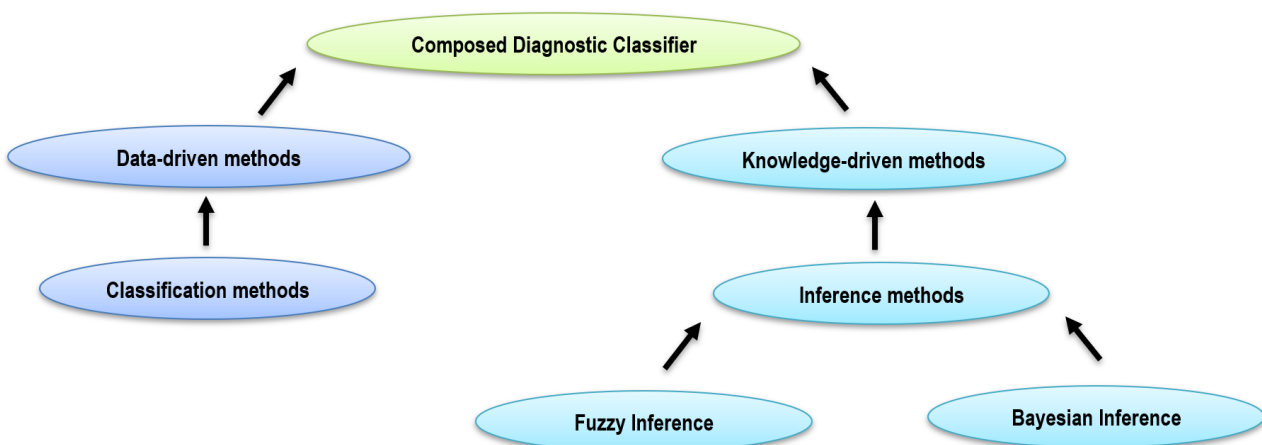 Composed Diagnostic Classifier
Data-driven methods
Knowledge-driven methods
Classification methods
Inference methods
Fuzzy Inference
Bayesian Inference